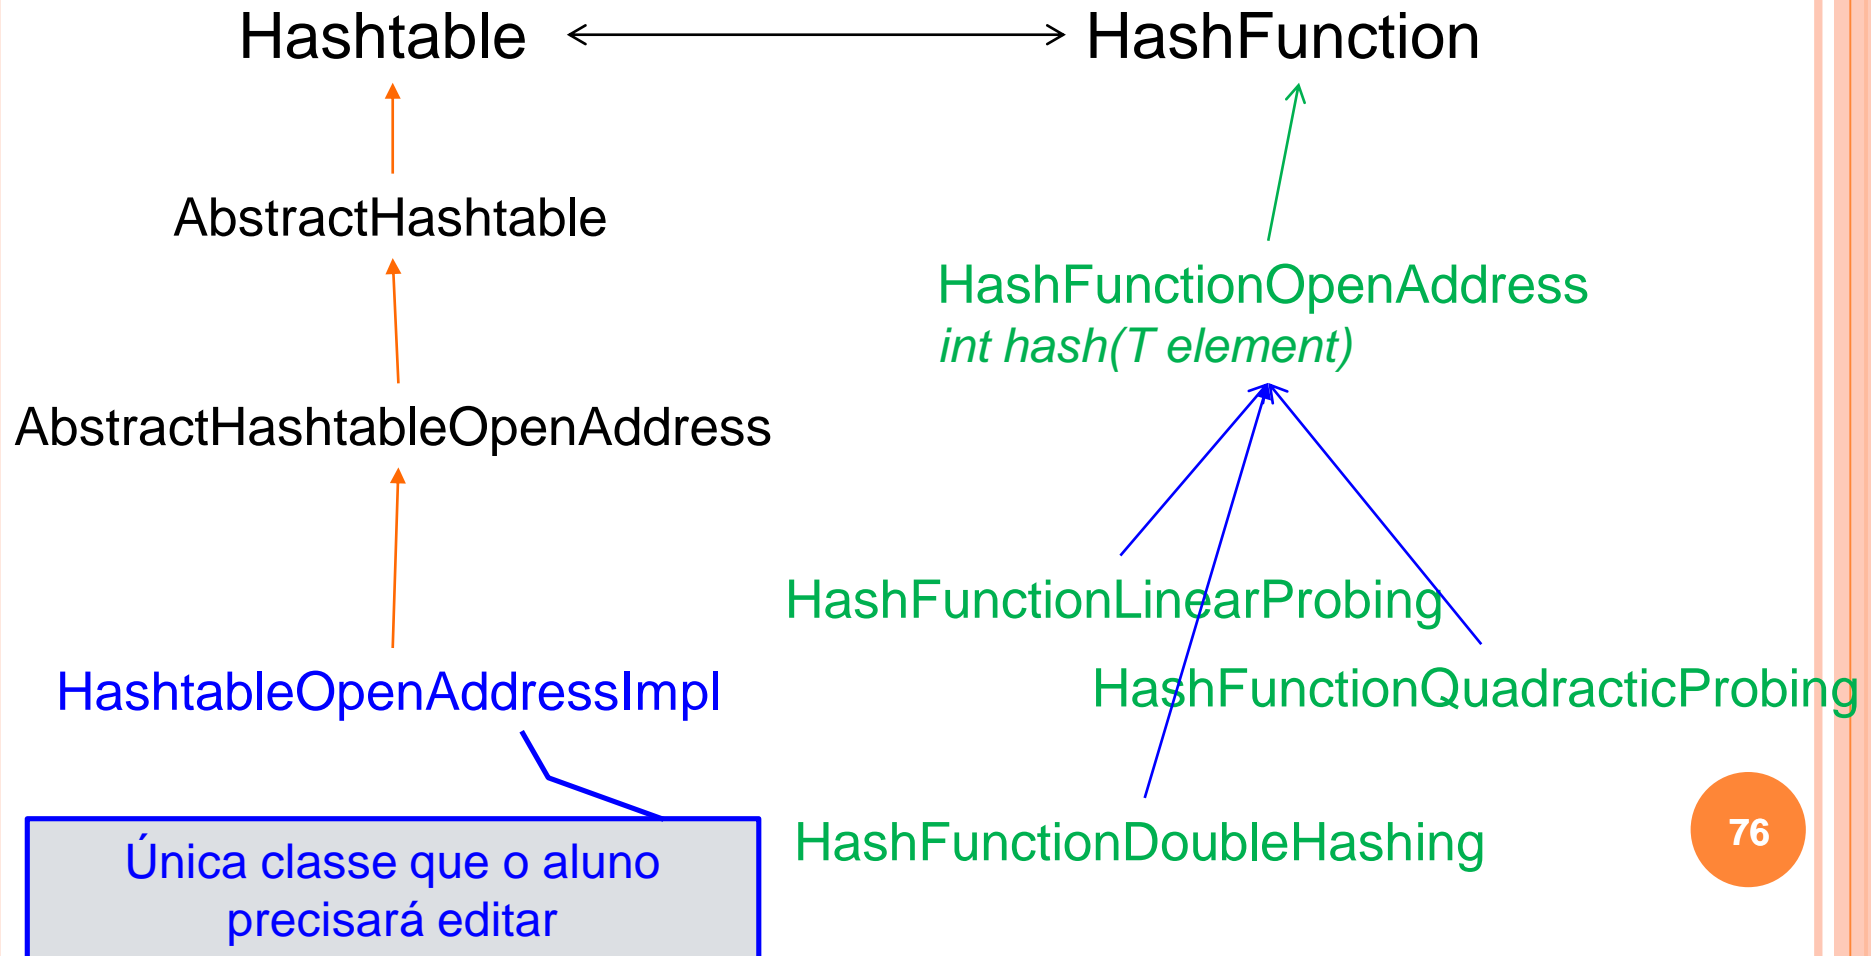 Hashtable
HashFunction
AbstractHashtable
HashFunctionOpenAddress
int hash(T element)
AbstractHashtableOpenAddress
HashFunctionLinearProbing
HashtableOpenAddressImpl
HashFunctionQuadracticProbing
HashFunctionDoubleHashing
Única classe que o aluno
precisará editar
76